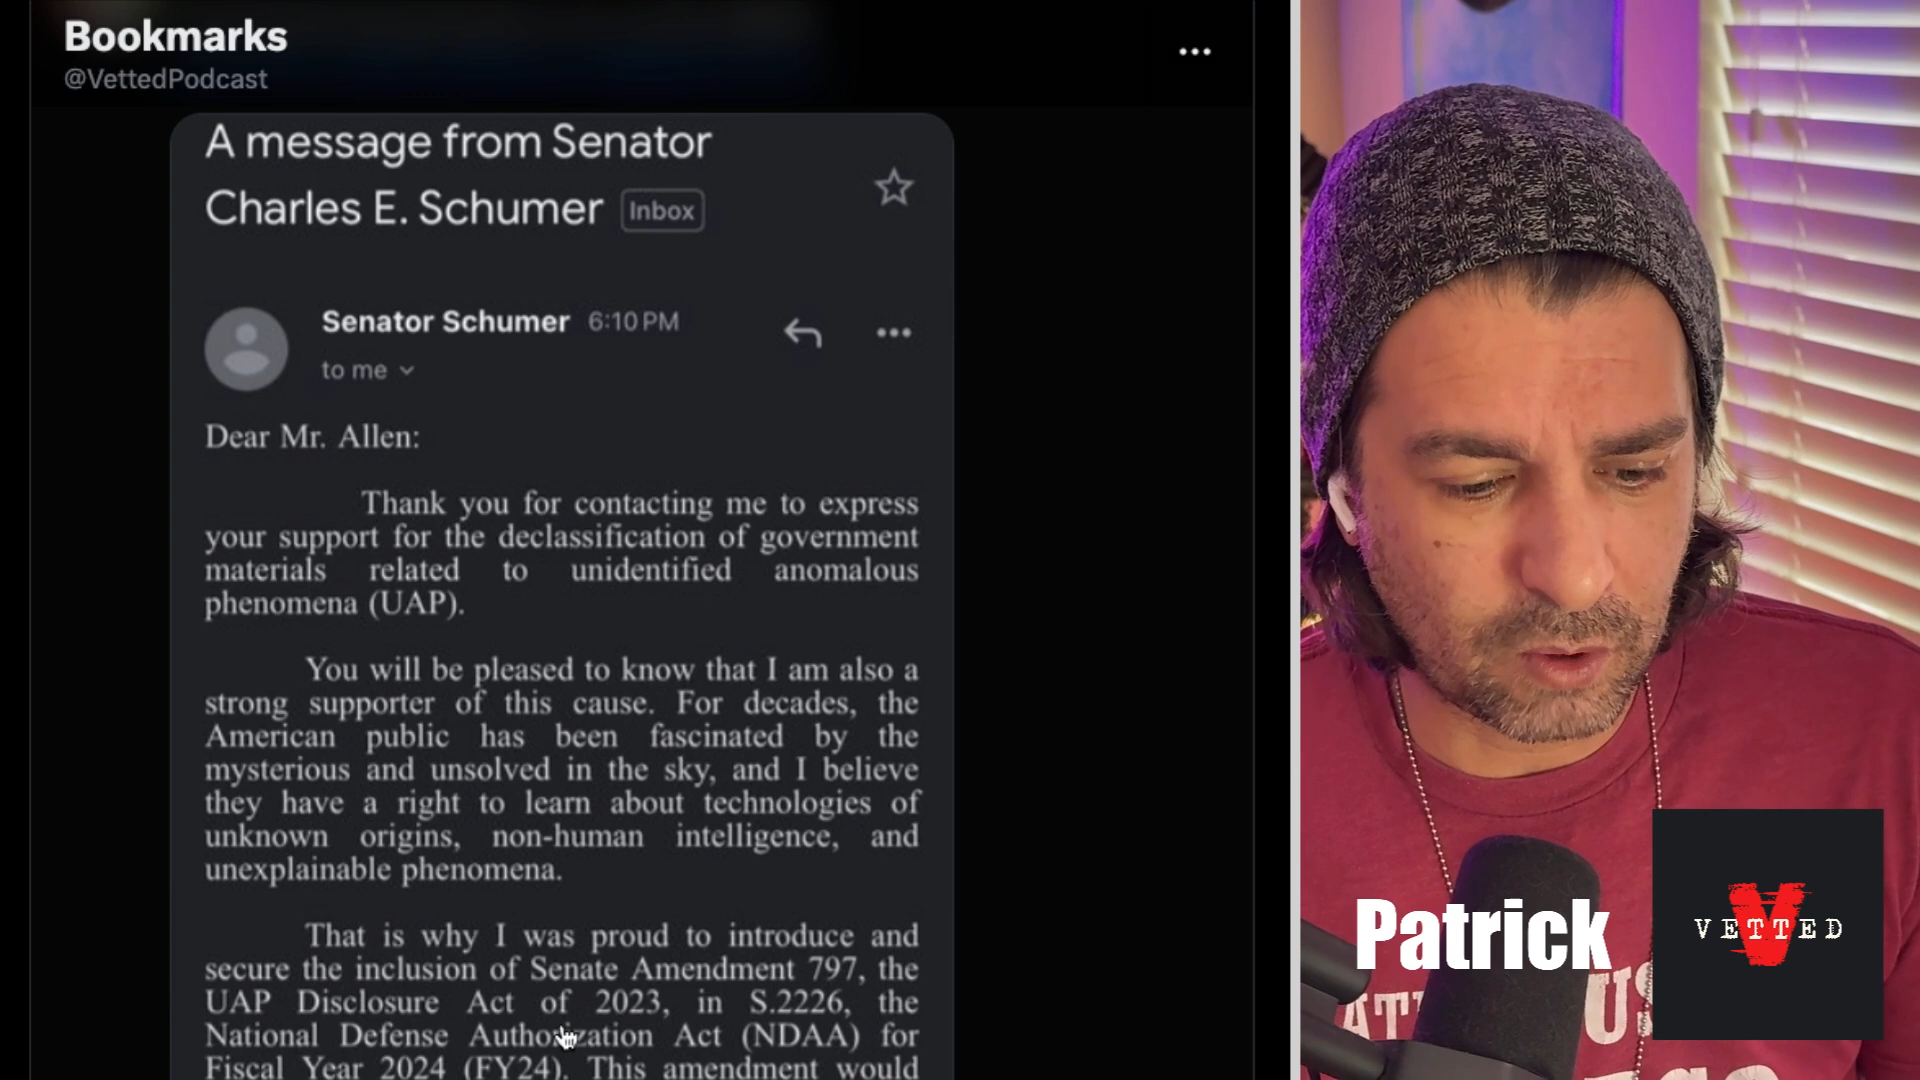 Bookmarks
@VettedPodcast
A message from Senator
Charles E. Schumer Inbox
Senator Schumer 6:10 PM
to me
Dear Mr. Allen:
Thank you for contacting me to express
your support for the declassification of government
materials related to unidentified anomalous
phenomena (UAP).
You will be pleased to know that I am also a
strong supporter of this cause. For decades, the
American public has been fascinated by the
mysterious and unsolved in the sky, and I believe
they have a right to learn about technologies of
unknown origins, non-human intelligence, and
unexplainable phenomena.
That is why I was proud to introduce and
secure the inclusion of Senate Amendment 797, the
UAP Disclosure Act of 2023, in S.2226, the
National Defense Authorization Act (NDAA) for
Fiscal Year 2024 (FY24). This amendment would
Patrick
VETTED